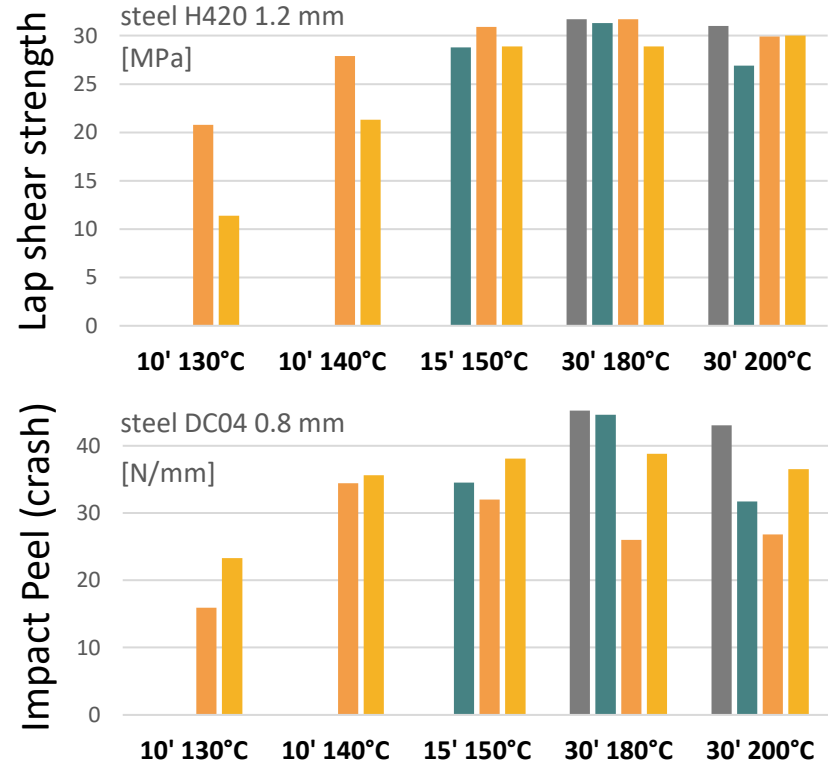 Lap shear strength
steel H420 1.2 mm
[MPa]
30
25
20
15
10
5
0
10' 130°C 10' 140°C 15' 150°C 30' 180°C 30' 200°C
Impact Peel (crash)
steel DC04 0.8 mm
[N/mm]
40
30
20
10
0
10' 130°C 10' 140°C 15' 150°C 30' 180°C 30' 200°C